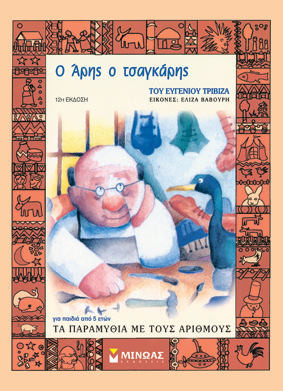 Ο Άρης ο τσαγκάρης
ΤΟΥ ΕΥΓΕΝΙΟΥ ΤΡΙΒΙΖΑ
12η ΕΚΔΟΣΗ
ΕΙΚΟΝΕΣ: ΕΛΙΖΑ ΒΑΒΟΥΡΗ
για παιδιά από 5 ετών
ΤΑ ΠΑΡΑΜΥΘΙΑ ΜΕ ΤΟΥΣ ΑΡΙΘΜΟΥΣ
ΜΙΝΩΑΣ
ΕΚΔΟΣΕΙΣ